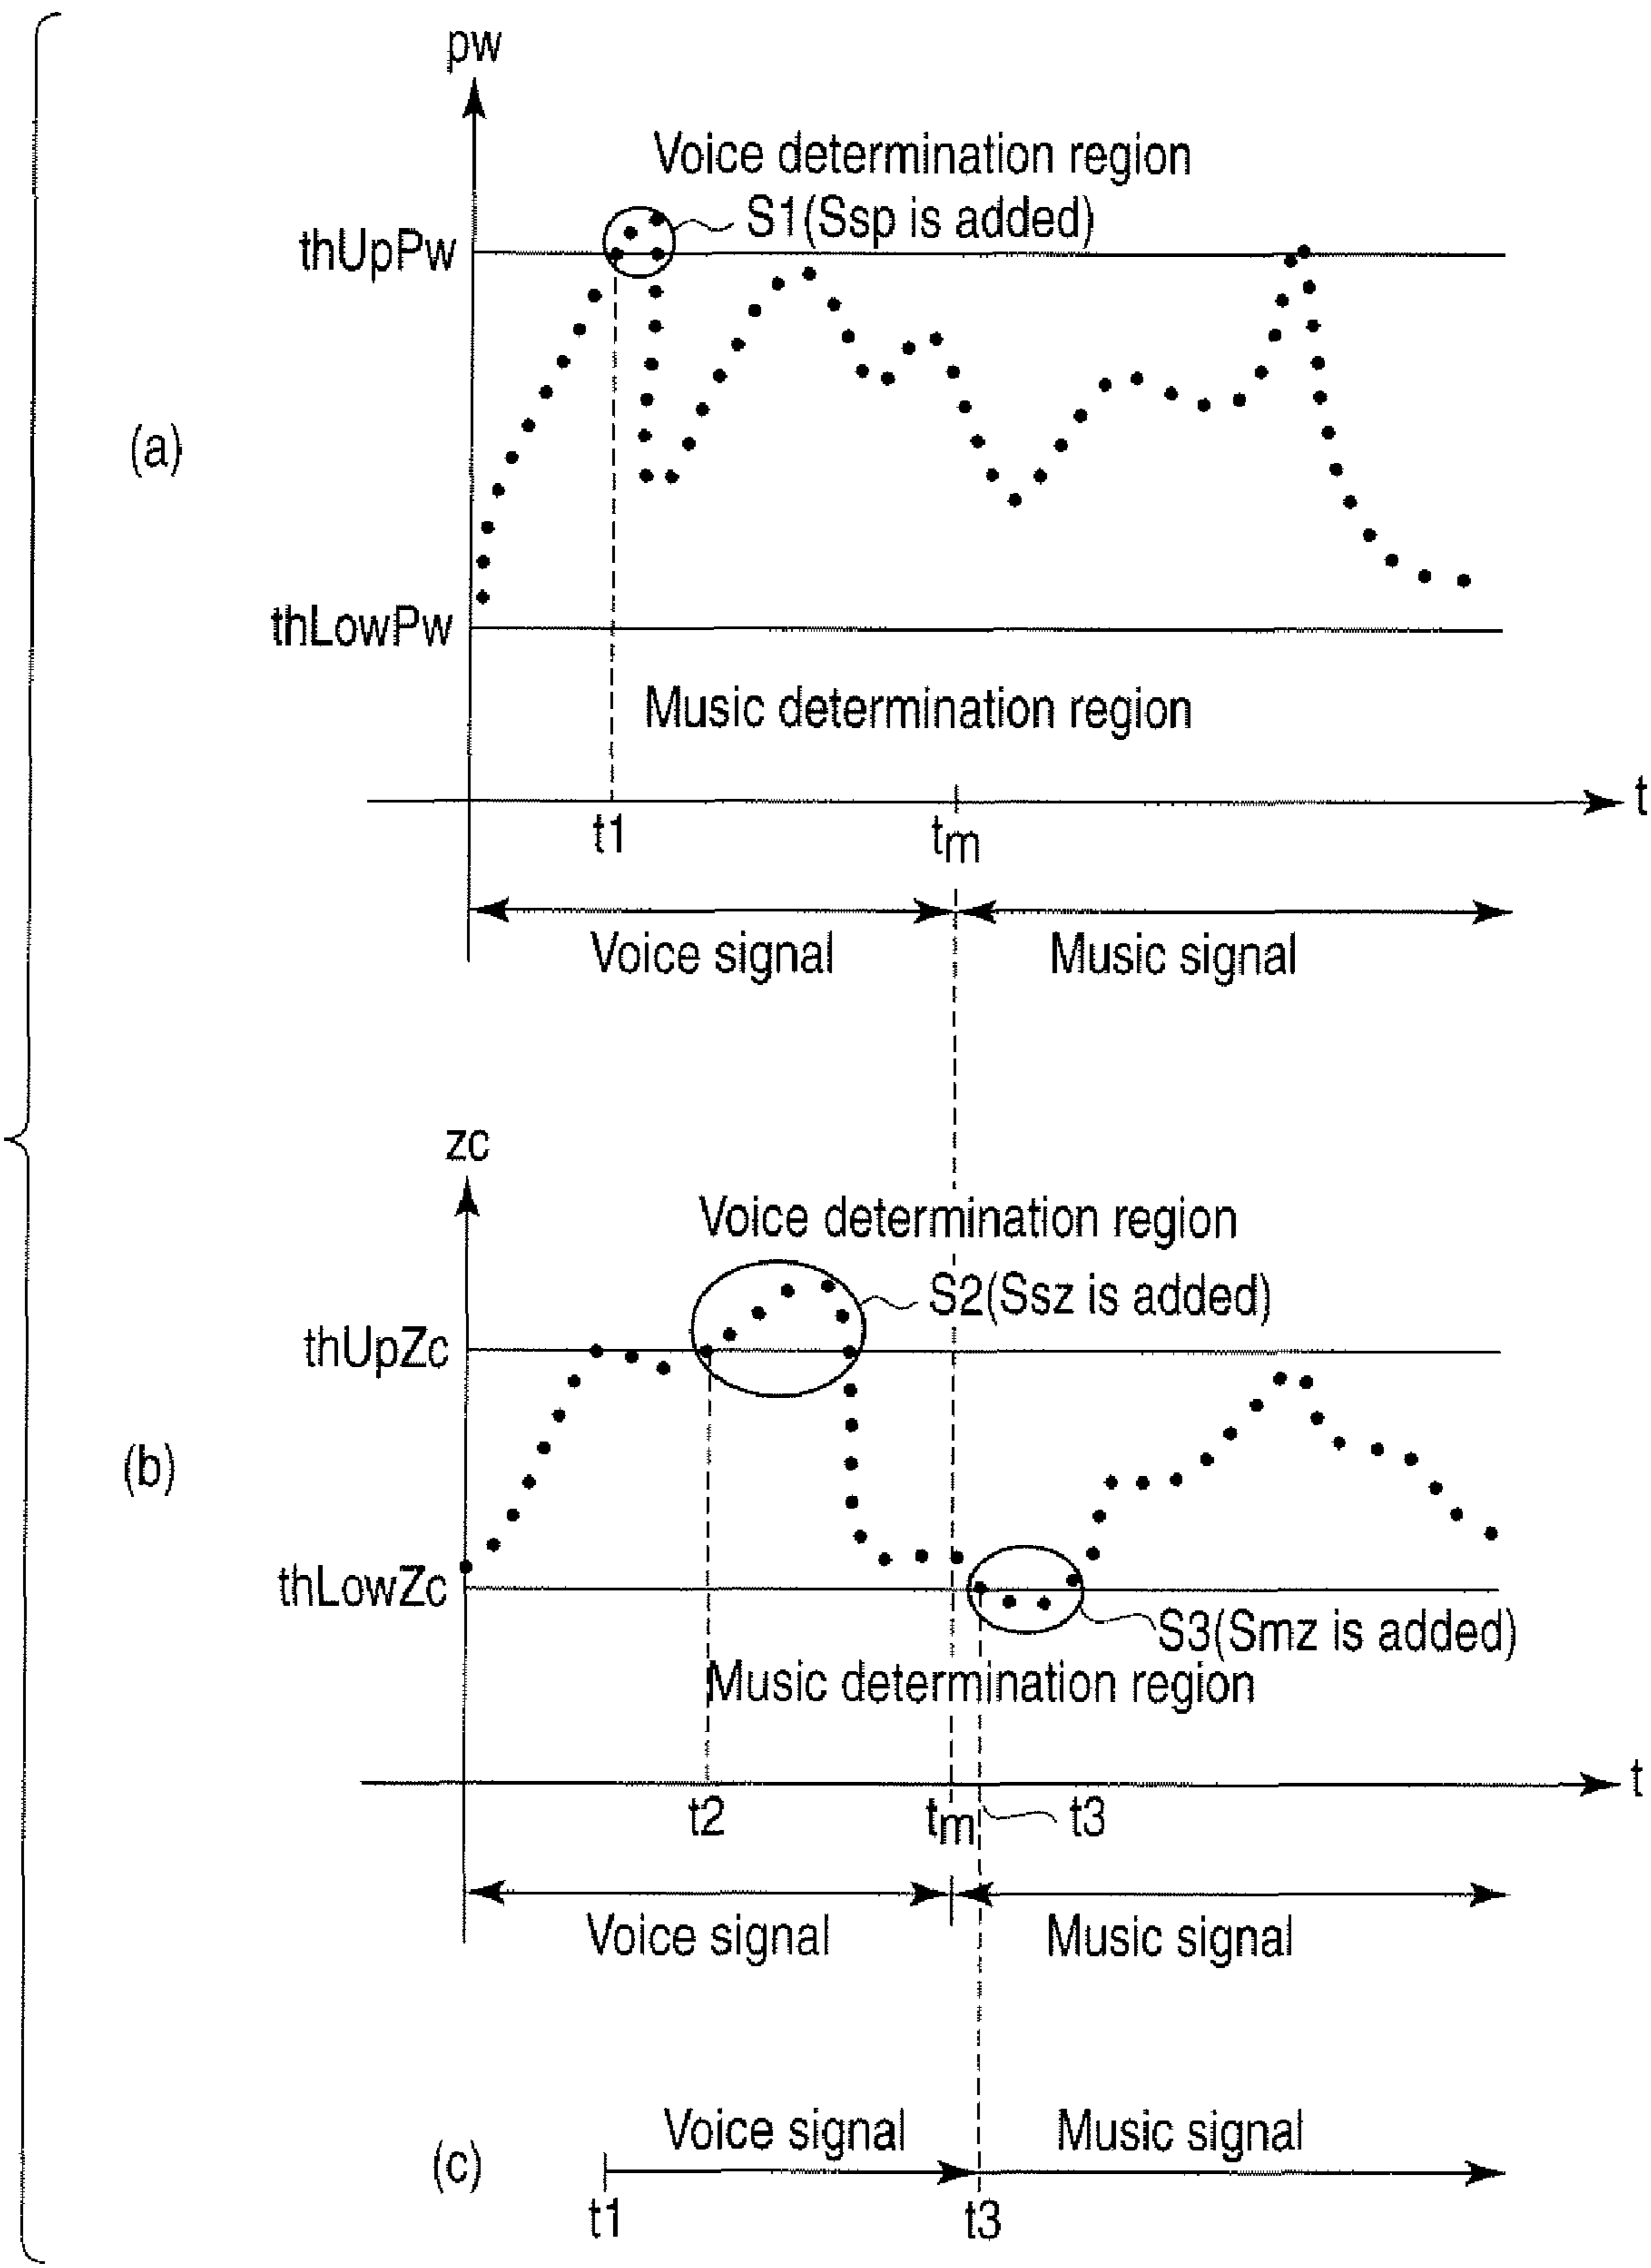 pw
Voice determination region
S1(Ssp is added)
thUpPw
(a)
thLowPw
Music determination region
t
t1
tm
Voice signal
Music signal
zc
Voice determination region
S2(Ssz is added)
thUpZc
(b)
thLowZc
S3(Smz is added)
Music determination region
t
t2
tm
t3
Voice signal
Music signal
Voice signal
Music signal
(c)
t1
t3